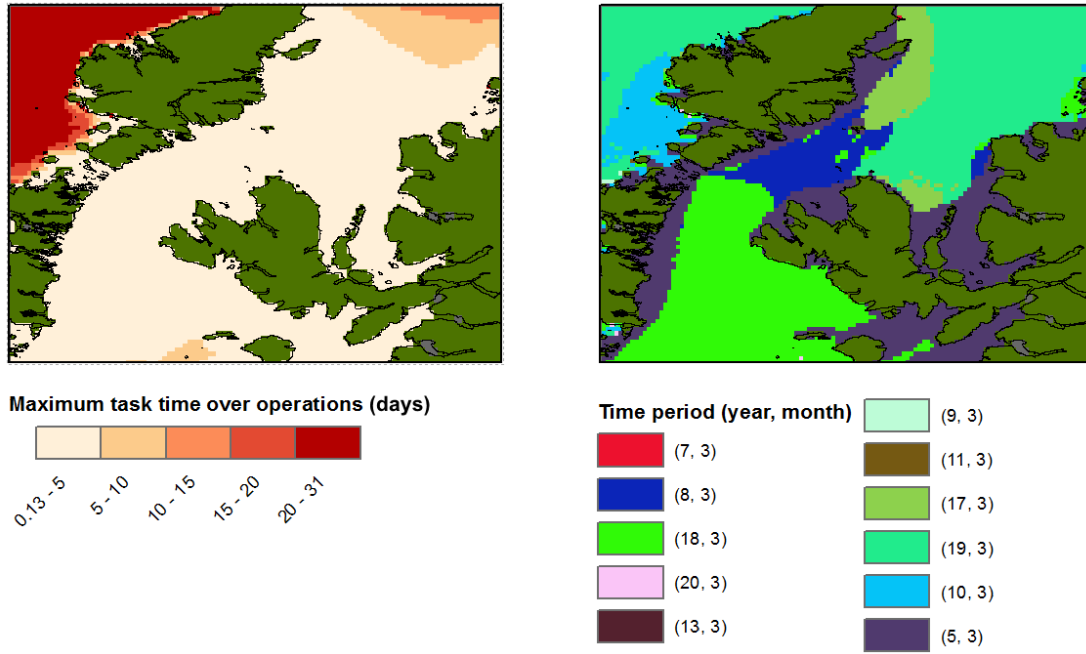 Maximum task time over operations (days)
0.13 - 5
5 - 10
10 - 15
15 - 20
20 - 31
Time period (year, month)
(7, 3)
(8, 3)
(18, 3)
(20, 3)
(13, 3)
(9, 3)
(11, 3)
(17, 3)
(19, 3)
(10, 3)
(5, 3)